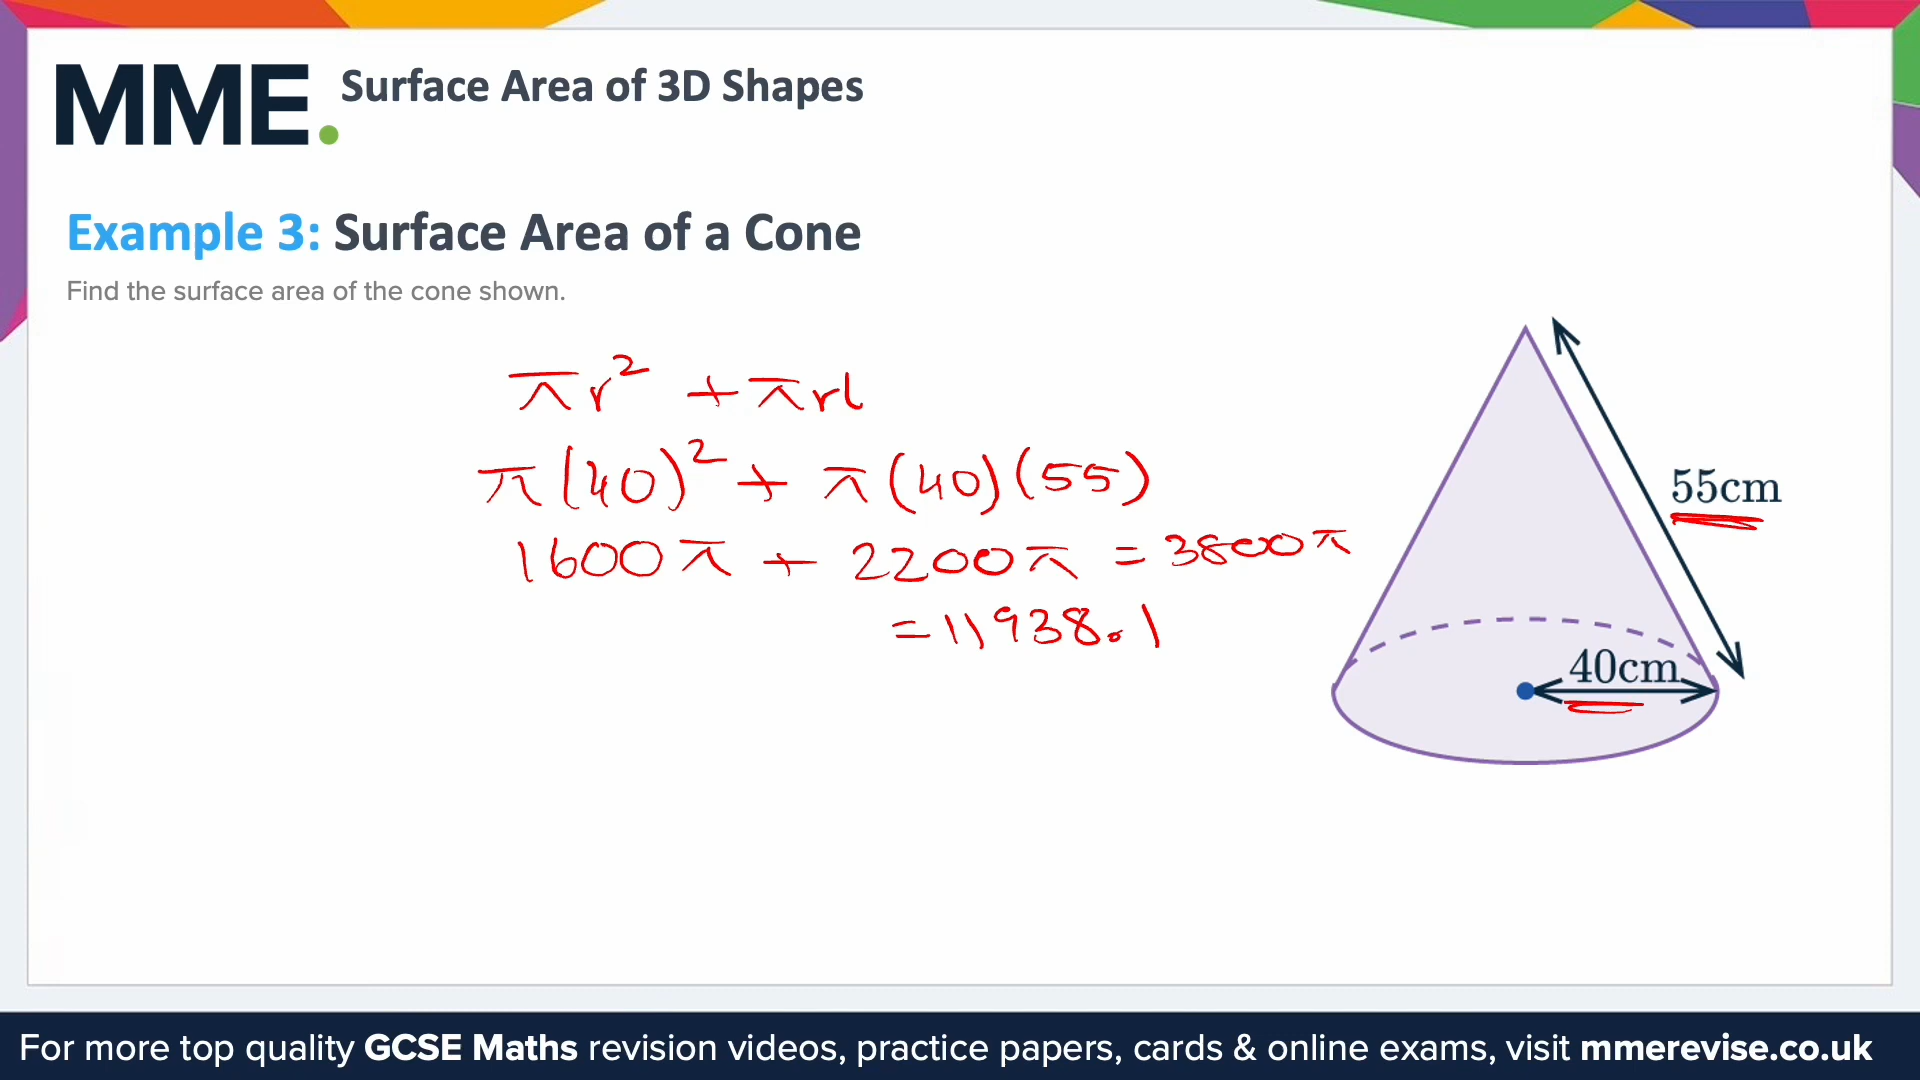 MME. Surface Area of 3D Shapes
Example 3: Surface Area of a Cone
Find the surface area of the cone shown.
πr² + πrl
π(40)² + π(40)(55)
1600π + 2200π = 3800π
= 11938.1
55cm
40cm
For more top quality GCSE Maths revision videos, practice papers, cards & online exams, visit mmerevise.co.uk